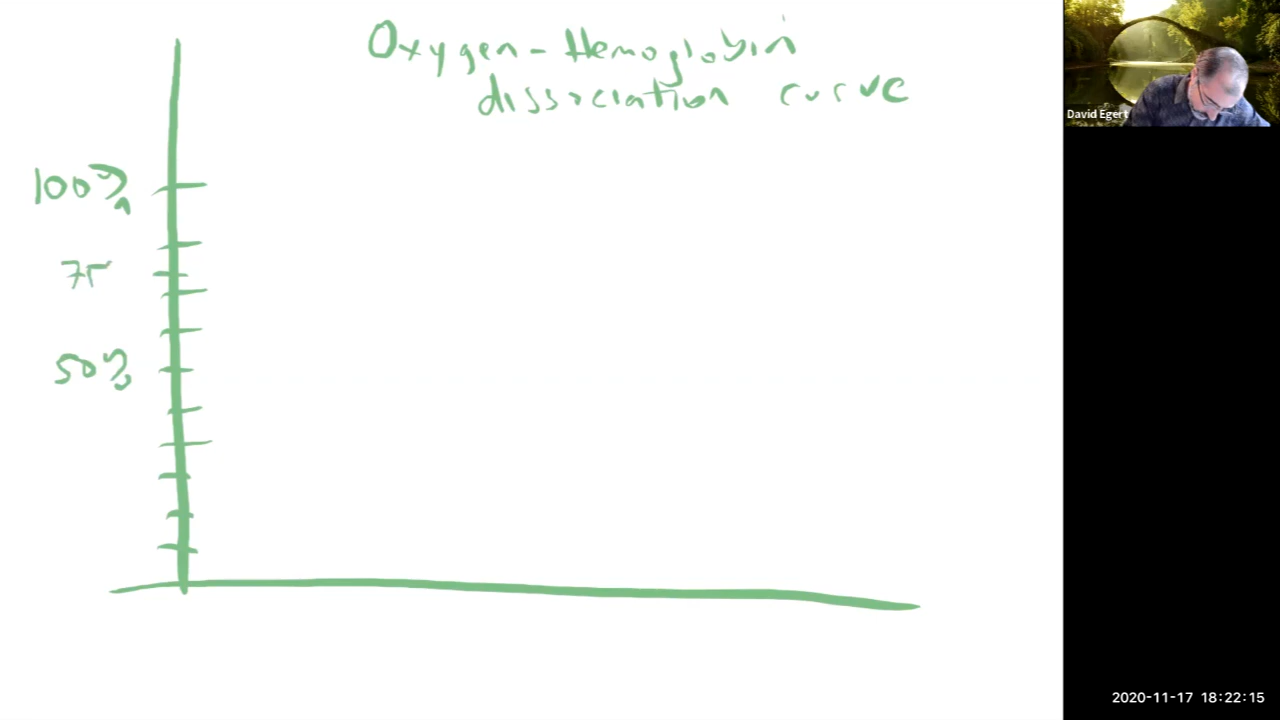 Oxygen - Hemoglobin
dissociation curve
100%
75
50%
David Egert
2020-11-17 18:22:15